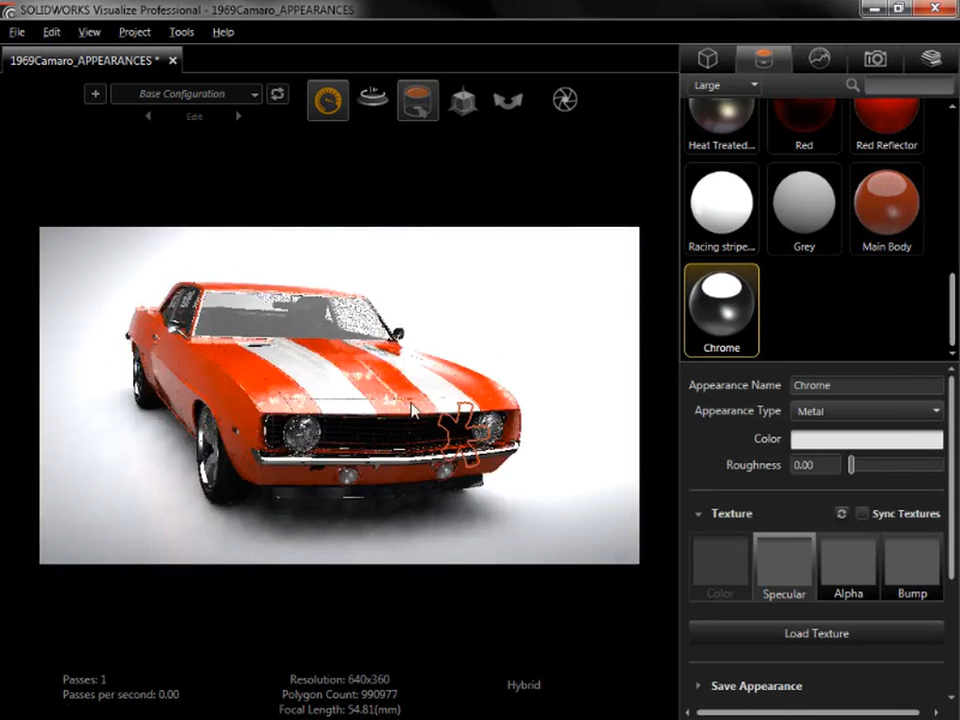 SOLIDWORKS Visualize Professional - 1969Camaro_APPEARANCES
File Edit View Project Tools Help
1969Camaro_APPEARANCES *
Base Configuration
Edit
Large
Heat Treated... Red Red Reflector
Racing stripe... Grey Main Body
Chrome
Appearance Name Chrome
Appearance Type Metal
Color
Roughness 0.00
Texture Sync Textures
Color Specular Alpha Bump
Load Texture
Save Appearance
Passes: 1
Passes per second: 0.00
Resolution: 640x360
Polygon Count: 990977
Focal Length: 54.81(mm)
Hybrid